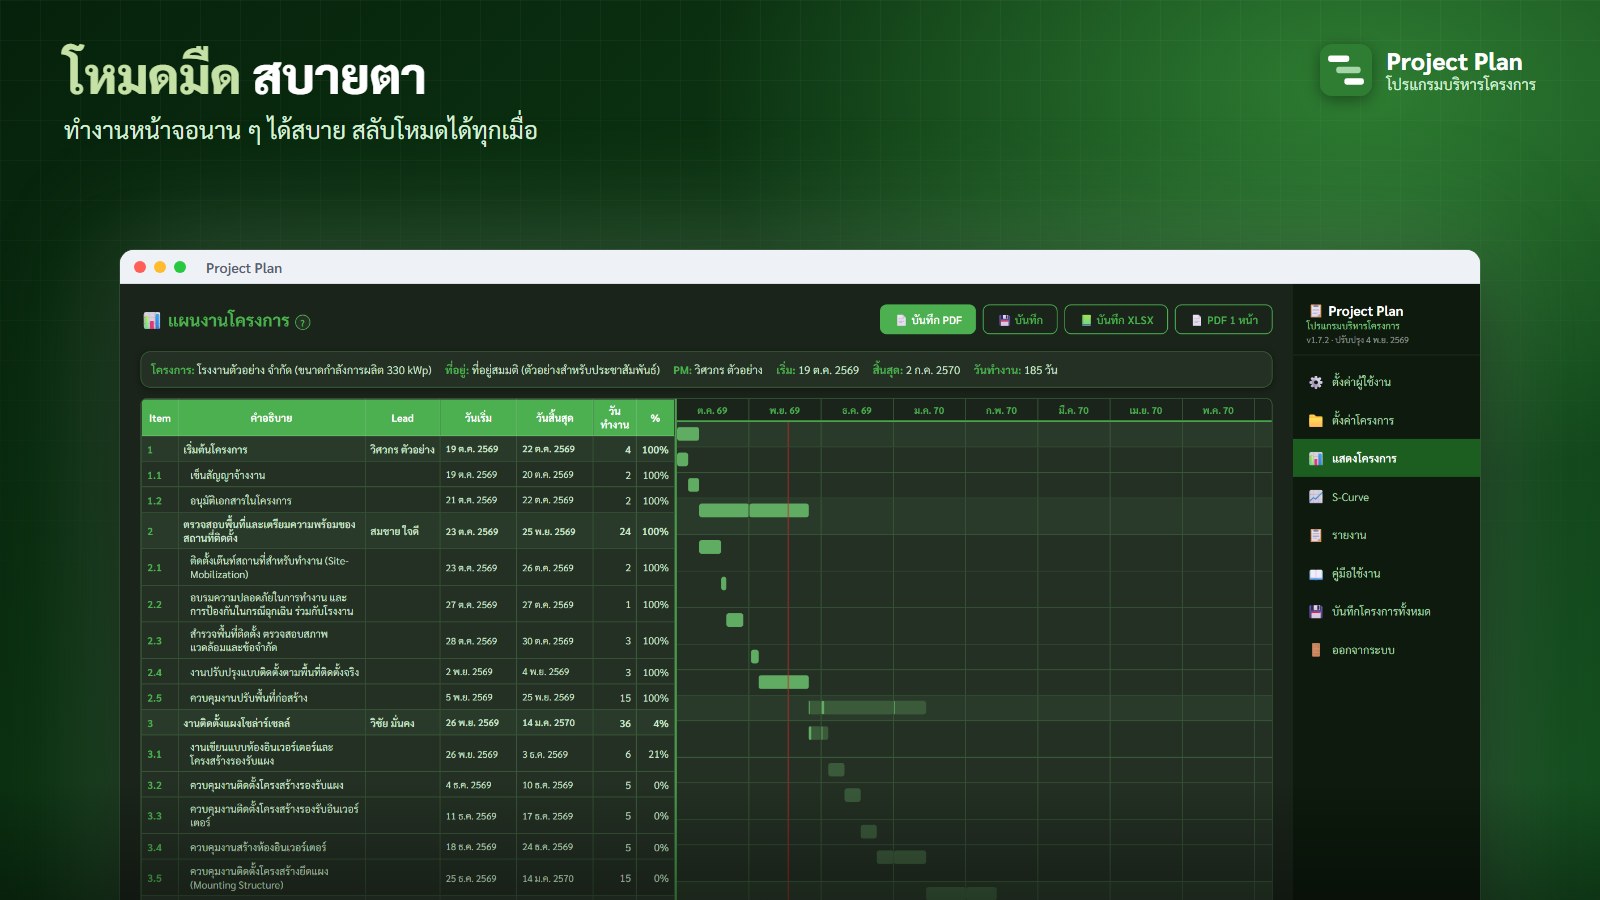 โหมดมืด สบายตา
ทำงานหน้าจอนาน ๆ ได้สบาย สลับโหมดได้ทุกเมื่อ
Project Plan
โปรแกรมบริหารโครงการ
Project Plan
แผนงานโครงการ ?
บันทึก PDF
บันทึก
บันทึก XLSX
PDF 1 หน้า
โครงการ: โรงงานตัวอย่าง จำกัด (ขนาดกำลังการผลิต 330 kWp) ที่อยู่: ที่อยู่สมมติ (ตัวอย่างสำหรับประชาสัมพันธ์) PM: วิศวกร ตัวอย่าง เริ่ม: 19 ต.ค. 2569 สิ้นสุด: 2 ก.ค. 2570 วันทำงาน: 185 วัน
Item คำอธิบาย Lead วันเริ่ม วันสิ้นสุด วันทำงาน %
ต.ค. 69 พ.ย. 69 ธ.ค. 69 ม.ค. 70 ก.พ. 70 มี.ค. 70 เม.ย. 70 พ.ค. 70
1 เริ่มต้นโครงการ วิศวกร ตัวอย่าง 19 ต.ค. 2569 22 ต.ค. 2569 4 100%
1.1 เซ็นสัญญาจ้างงาน 19 ต.ค. 2569 20 ต.ค. 2569 2 100%
1.2 อนุมัติเอกสารในโครงการ 21 ต.ค. 2569 22 ต.ค. 2569 2 100%
2 ตรวจสอบพื้นที่และเตรียมความพร้อมของ
สถานที่ติดตั้ง สมชาย ใจดี 23 ต.ค. 2569 25 พ.ย. 2569 24 100%
2.1 ติดตั้งเต็นท์สถานที่สำหรับทำงาน (Site-
Mobilization) 23 ต.ค. 2569 26 ต.ค. 2569 2 100%
2.2 อบรมความปลอดภัยในการทำงาน และ
การป้องกันในกรณีฉุกเฉิน ร่วมกับโรงงาน 27 ต.ค. 2569 27 ต.ค. 2569 1 100%
2.3 สำรวจพื้นที่ติดตั้ง ตรวจสอบสภาพ
แวดล้อมและข้อจำกัด 28 ต.ค. 2569 30 ต.ค. 2569 3 100%
2.4 งานปรับปรุงแบบติดตั้งตามพื้นที่ติดตั้งจริง 2 พ.ย. 2569 4 พ.ย. 2569 3 100%
2.5 ควบคุมงานปรับพื้นที่ก่อสร้าง 5 พ.ย. 2569 25 พ.ย. 2569 15 100%
3 งานติดตั้งแผงโซล่าร์เซลล์ วิชัย มั่นคง 26 พ.ย. 2569 14 ม.ค. 2570 36 4%
3.1 งานเขียนแบบห้องอินเวอร์เตอร์และ
โครงสร้างรองรับแผง 26 พ.ย. 2569 3 ธ.ค. 2569 6 21%
3.2 ควบคุมงานติดตั้งโครงสร้างรองรับแผง 4 ธ.ค. 2569 10 ธ.ค. 2569 5 0%
3.3 ควบคุมงานติดตั้งโครงสร้างรองรับอินเวอร์
เตอร์ 11 ธ.ค. 2569 17 ธ.ค. 2569 5 0%
3.4 ควบคุมงานสร้างห้องอินเวอร์เตอร์ 18 ธ.ค. 2569 24 ธ.ค. 2569 5 0%
3.5 ควบคุมงานติดตั้งโครงสร้างยึดแผง
(Mounting Structure) 25 ธ.ค. 2569 14 ม.ค. 2570 15 0%
Project Plan
โปรแกรมบริหารโครงการ
v1.7.2 · ปรับปรุง 4 พ.ย. 2569
ตั้งค่าผู้ใช้งาน
ตั้งค่าโครงการ
แสดงโครงการ
S-Curve
รายงาน
คู่มือใช้งาน
บันทึกโครงการทั้งหมด
ออกจากระบบ